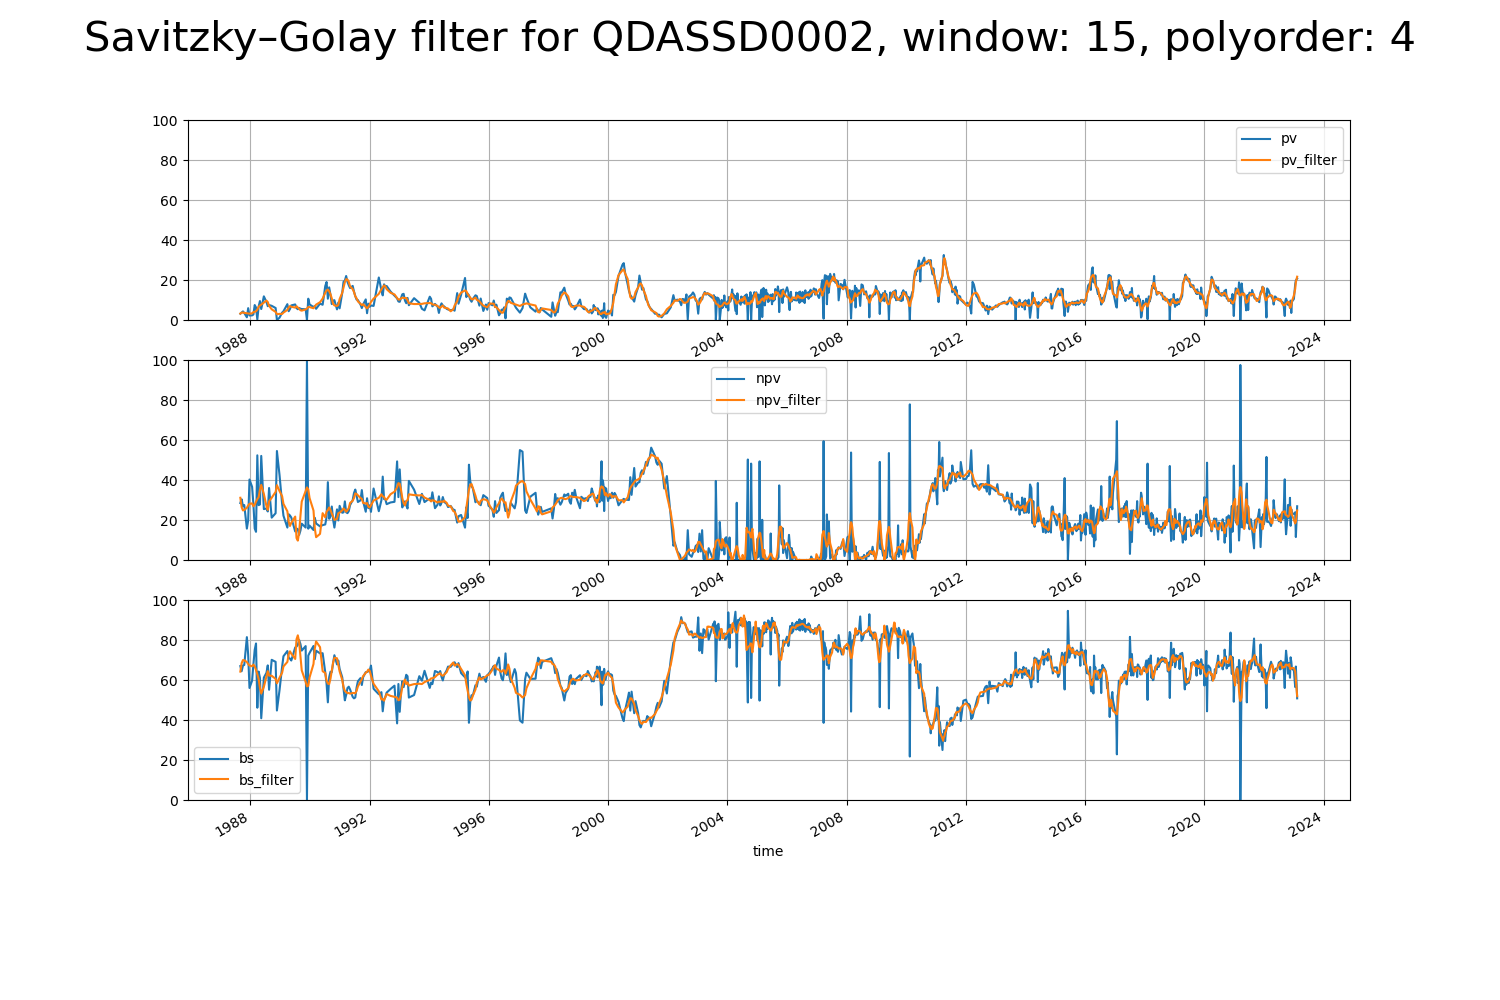 Savitzky–Golay filter for QDASSD0002, window: 15, polyorder: 4
100
80
60
40
20
0
pv
pv_filter
1988 1992 1996 2000 2004 2008 2012 2016 2020 2024
100
80
60
40
20
0
npv
npv_filter
1988 1992 1996 2000 2004 2008 2012 2016 2020 2024
100
80
60
40
20
0
bs
bs_filter
1988 1992 1996 2000 2004 2008 2012 2016 2020 2024
time